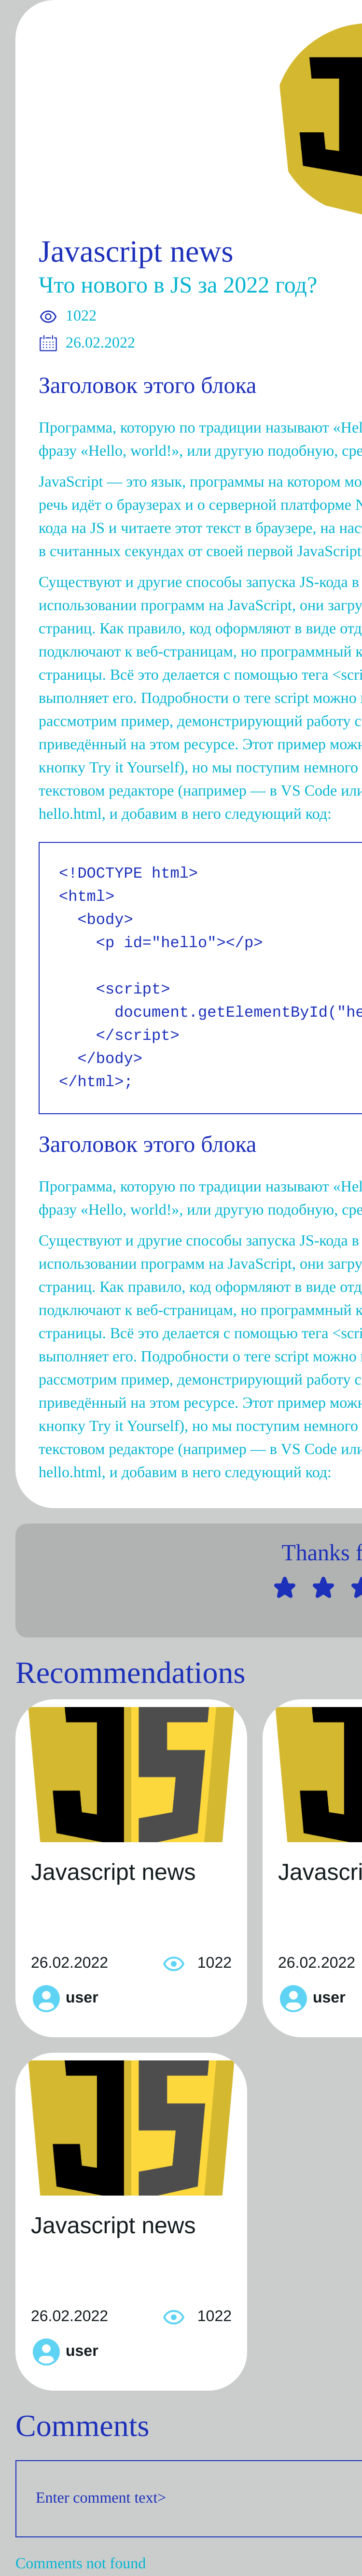 Javascript news
Что нового в JS за 2022 год?
1022
26.02.2022
Заголовок этого блока
Программа, которую по традиции называют «Hel
фразу «Hello, world!», или другую подобную, сре
JavaScript — это язык, программы на котором мо
речь идёт о браузерах и о серверной платформе N
кода на JS и читаете этот текст в браузере, на нас
в считанных секундах от своей первой JavaScript
Существуют и другие способы запуска JS-кода в
использовании программ на JavaScript, они загру
страниц. Как правило, код оформляют в виде отд
подключают к веб-страницам, но программный к
страницы. Всё это делается с помощью тега <scri
выполняет его. Подробности о теге script можно
рассмотрим пример, демонстрирующий работу с
приведённый на этом ресурсе. Этот пример можн
кнопку Try it Yourself), но мы поступим немного
текстовом редакторе (например — в VS Code или
hello.html, и добавим в него следующий код:
<!DOCTYPE html>
<html>
<body>
<p id="hello"></p>
<script>
document.getElementById("he
</script>
</body>
</html>;
Заголовок этого блока
Программа, которую по традиции называют «Hel
фразу «Hello, world!», или другую подобную, сре
Существуют и другие способы запуска JS-кода в
использовании программ на JavaScript, они загру
страниц. Как правило, код оформляют в виде отд
подключают к веб-страницам, но программный к
страницы. Всё это делается с помощью тега <scri
выполняет его. Подробности о теге script можно
рассмотрим пример, демонстрирующий работу с
приведённый на этом ресурсе. Этот пример можн
кнопку Try it Yourself), но мы поступим немного
текстовом редакторе (например — в VS Code или
hello.html, и добавим в него следующий код:
Thanks f
Recommendations
JS
Javascript news
26.02.2022 1022
user
J
Javascri
26.02.2022
user
JS
Javascript news
26.02.2022 1022
user
Comments
Enter comment text>
Comments not found